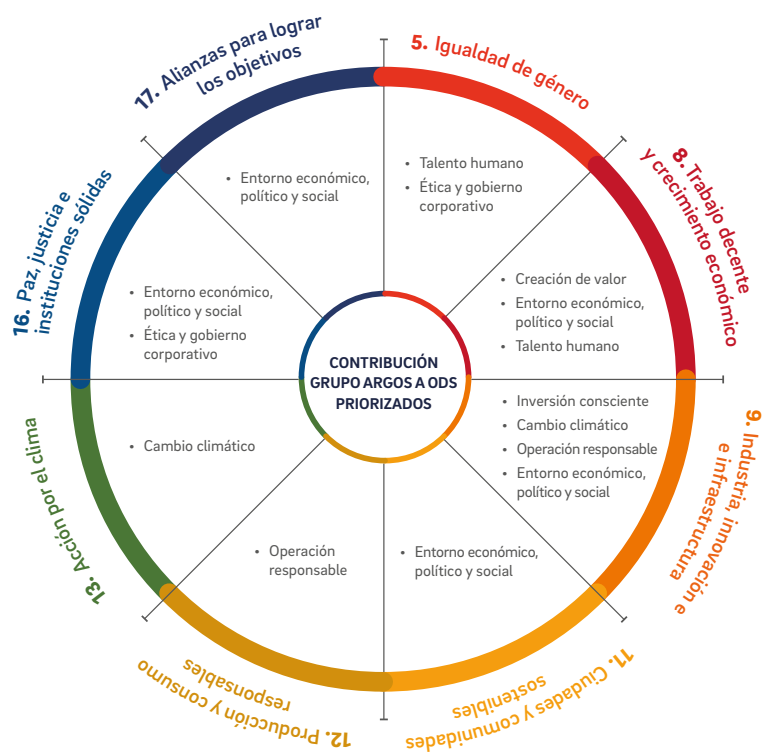 5. Igualdad de género
• Talento humano
• Ética y gobierno
corporativo
8. Trabajo decente
y crecimiento económico
• Creación de valor
• Entorno económico,
político y social
• Talento humano
9. Industria, innovación e
e infraestructura
• Inversión consciente
• Cambio climático
• Operación responsable
• Entorno económico,
político y social
11. Ciudades y comunidades
sostenibles
• Entorno económico,
político y social
12. Producción y consumo
responsables
• Operación
responsable
13. Acción por el clima
• Cambio climático
16. Paz, justicia e
instituciones sólidas
• Entorno económico,
político y social
• Ética y gobierno
corporativo
17. Alianzas para lograr
los objetivos
• Entorno económico,
político y social
CONTRIBUCIÓN
GRUPO ARGOS A ODS
PRIORIZADOS